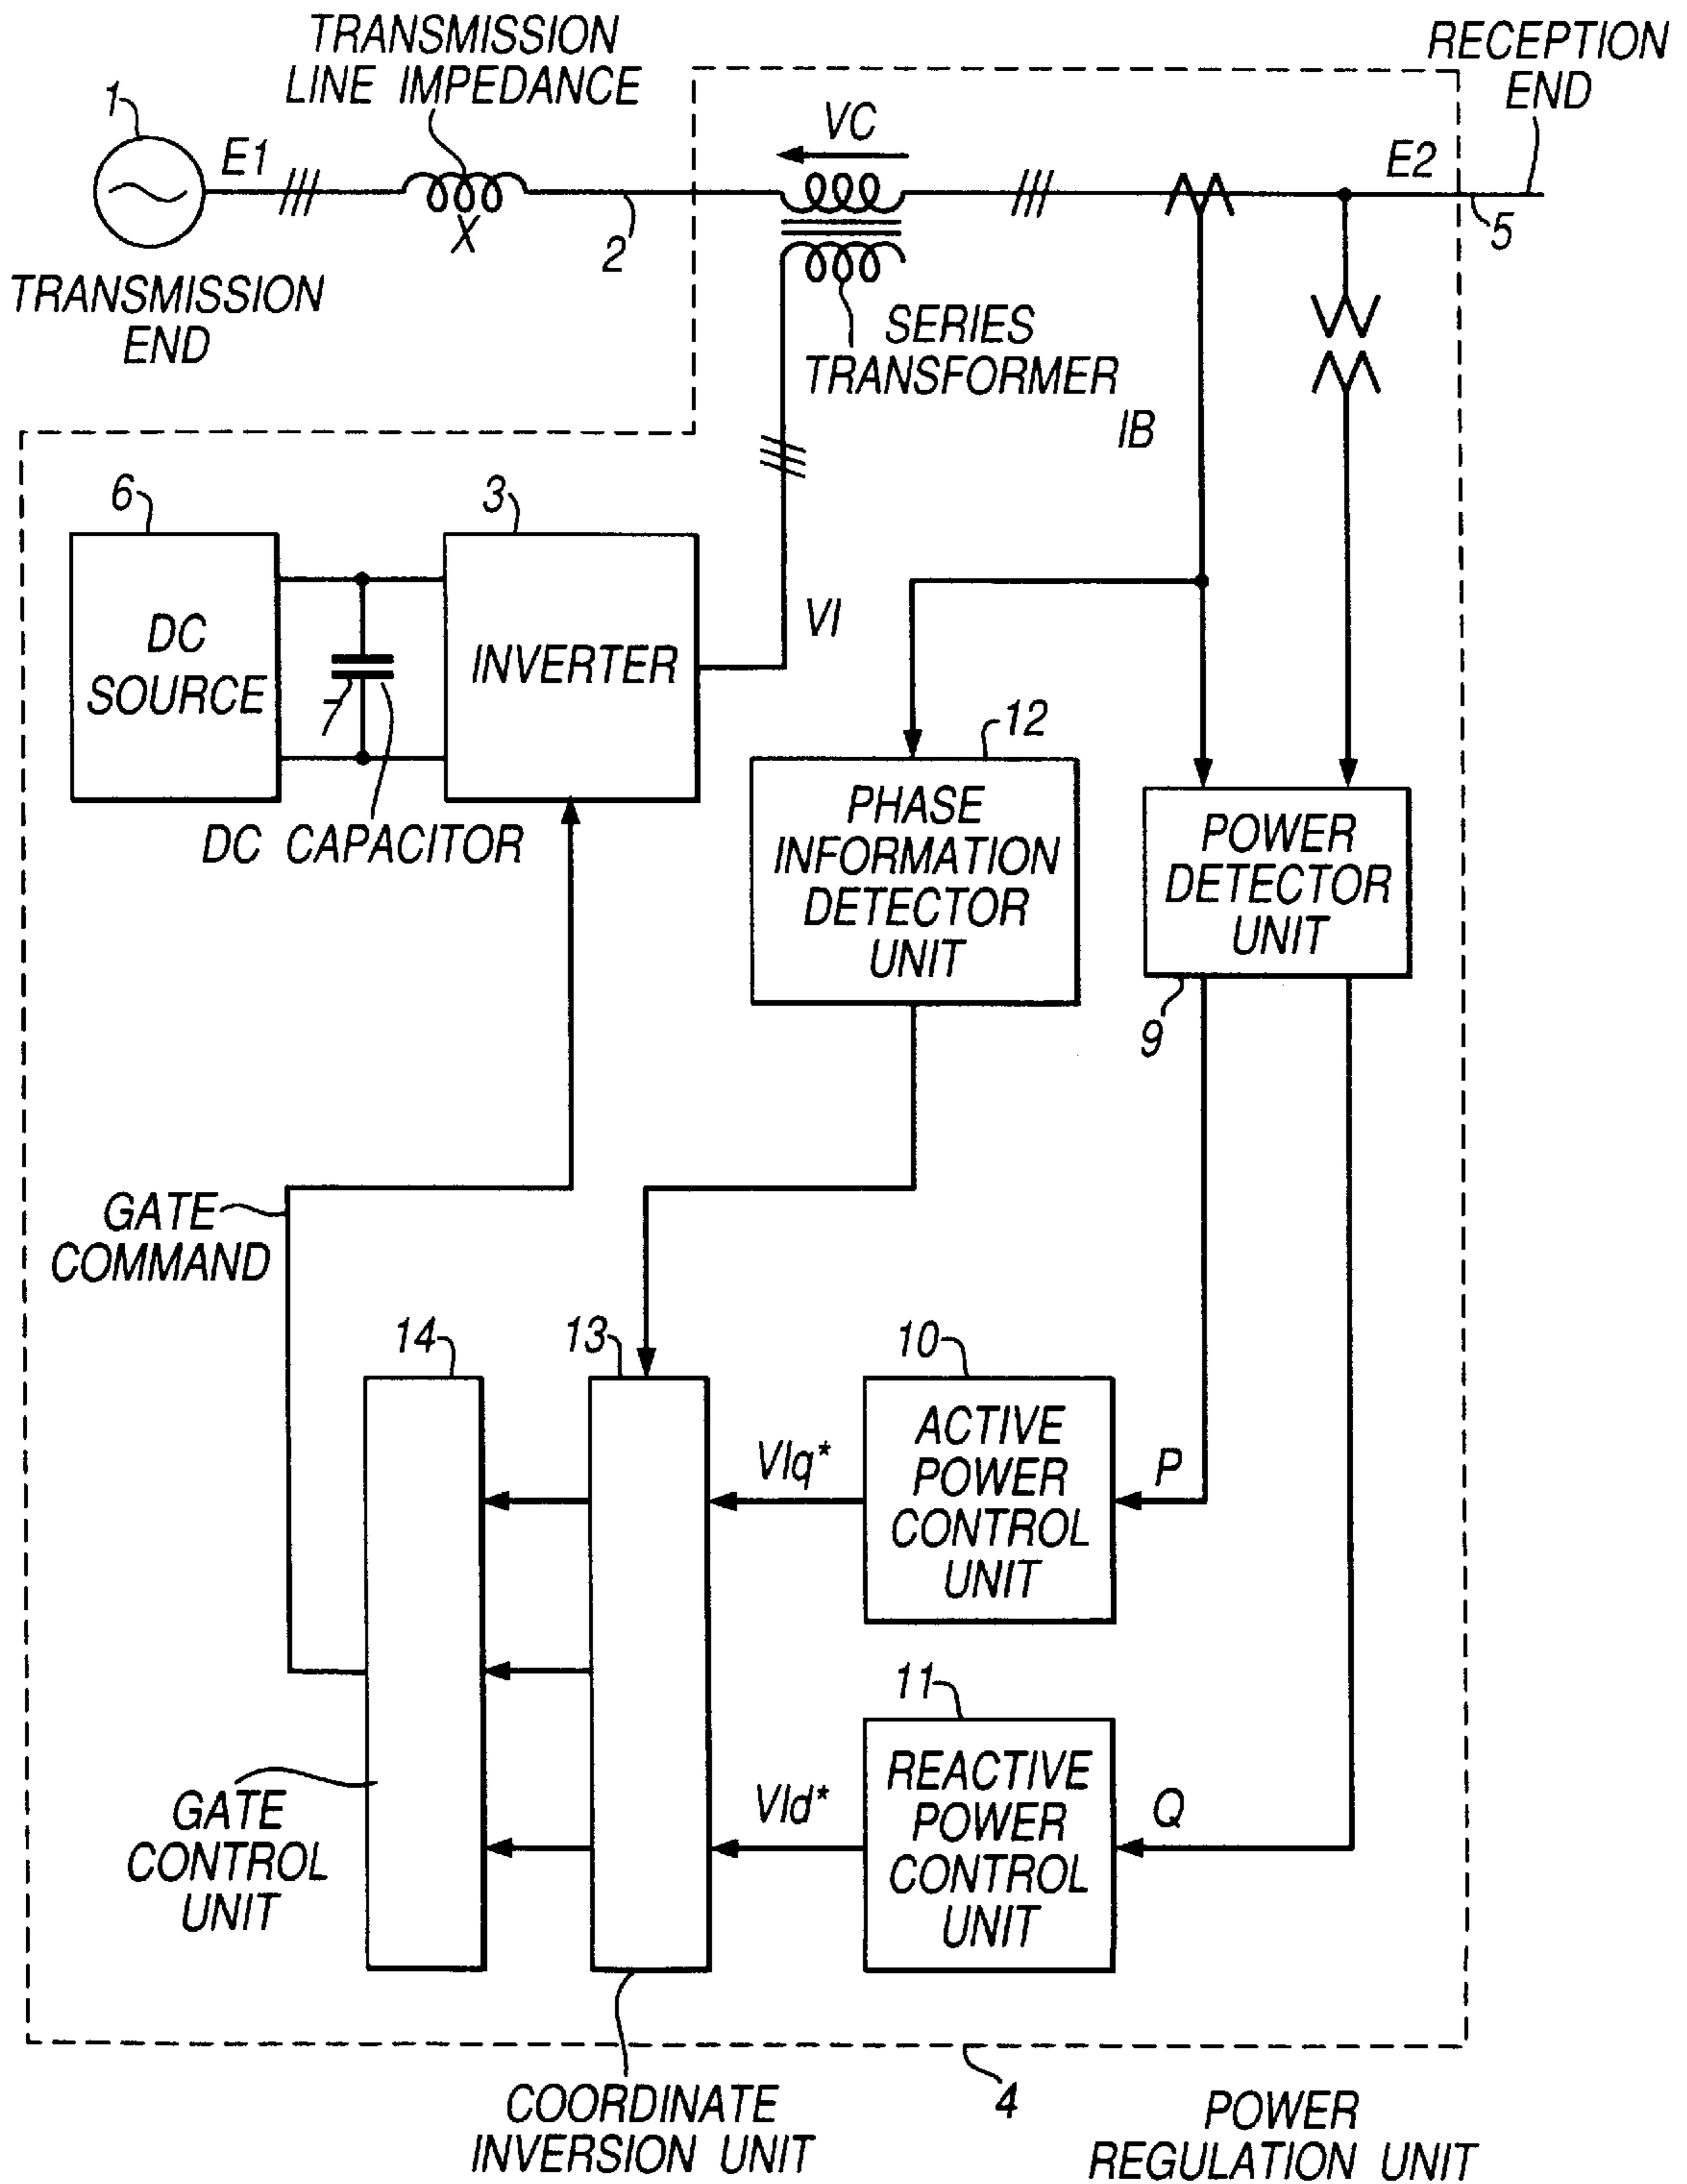 TRANSMISSION
LINE IMPEDANCE
RECEPTION
END
1
E1
VC
E2
X
2
5
TRANSMISSION
END
SERIES
TRANSFORMER
IB
6
3
DC
SOURCE
7
INVERTER
VI
DC CAPACITOR
12
PHASE
INFORMATION
DETECTOR
UNIT
POWER
DETECTOR
UNIT
9
GATE
COMMAND
14
13
10
ACTIVE
POWER
CONTROL
UNIT
VIq*
P
11
REACTIVE
POWER
CONTROL
UNIT
VId*
Q
GATE
CONTROL
UNIT
COORDINATE
INVERSION UNIT
4
POWER
REGULATION UNIT